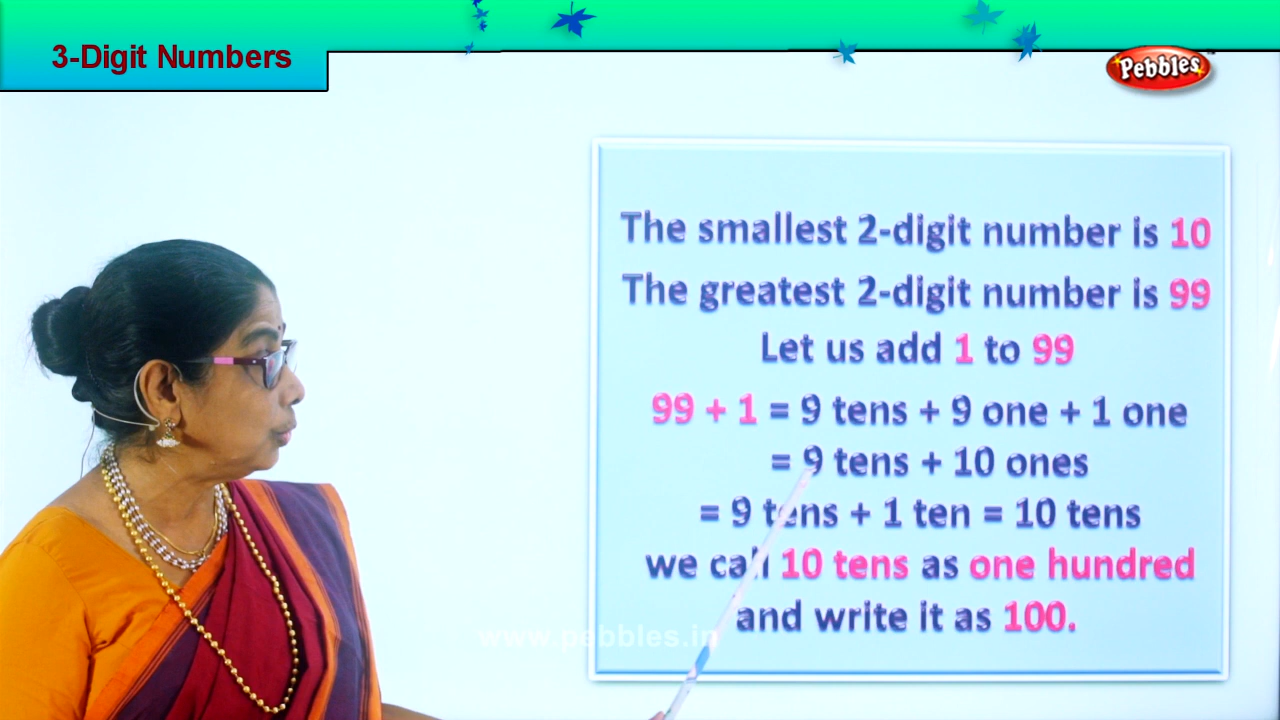 3-Digit Numbers
Pebbles
The smallest 2-digit number is 10
The greatest 2-digit number is 99
Let us add 1 to 99
99 + 1 = 9 tens + 9 one + 1 one
= 9 tens + 10 ones
= 9 tens + 1 ten = 10 tens
we call 10 tens as one hundred
and write it as 100.
www.pebbles.in